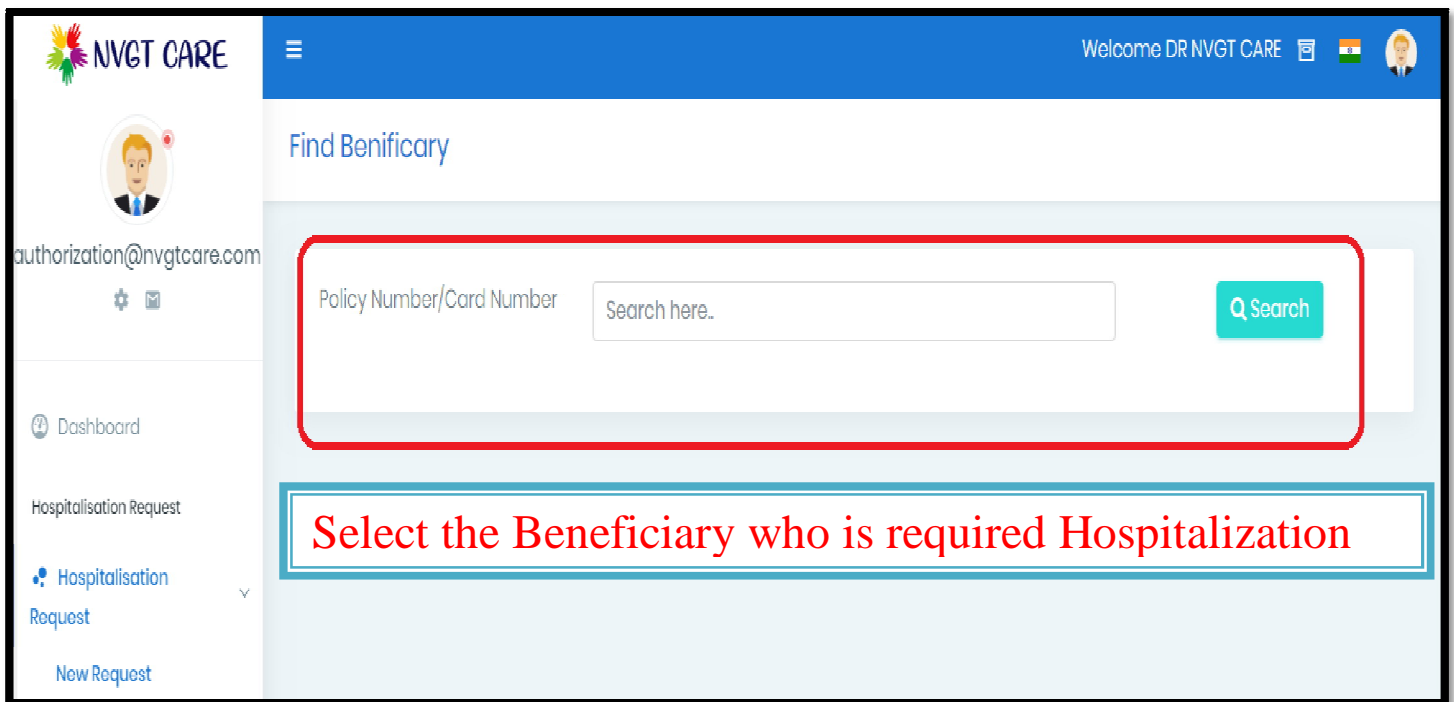 NVGT CARE
Welcome DR NVGT CARE
Find Benificary
authorization@nvgtcare.com
Policy Number/Card Number
Search here..
Search
Dashboard
Hospitalisation Request
Select the Beneficiary who is required Hospitalization
Hospitalisation
Request
New Request